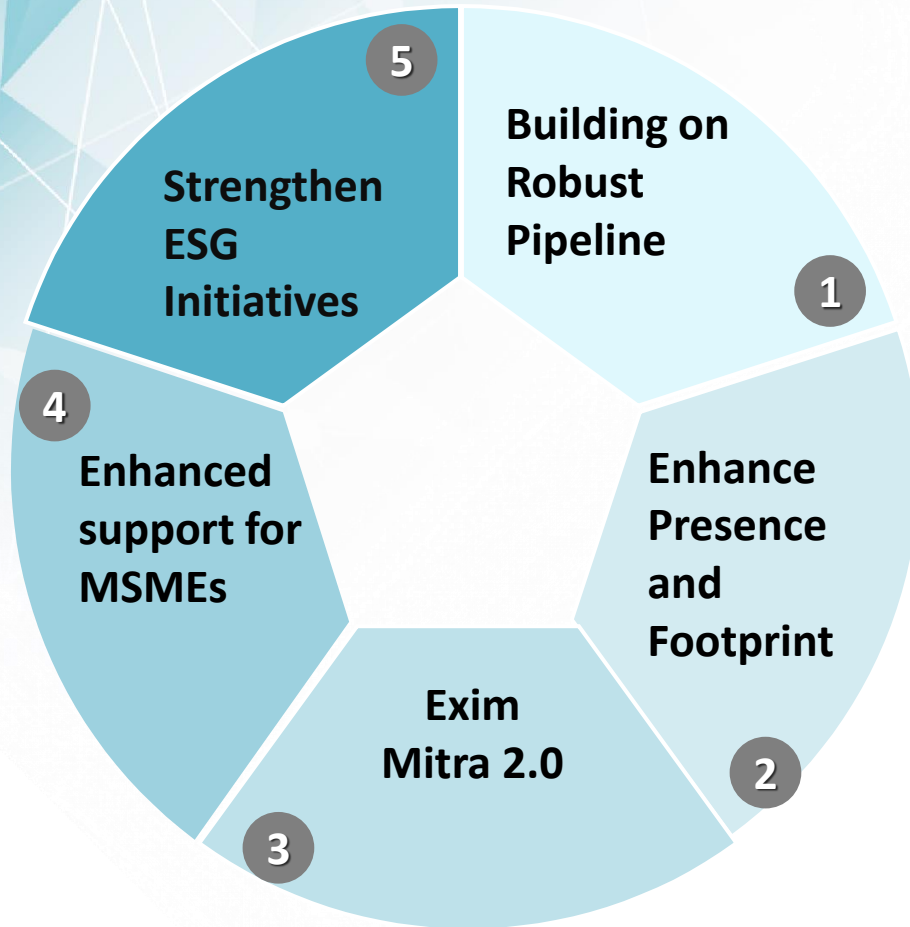 1
Building on
Robust
Pipeline
2
Enhance
Presence
and
Footprint
3
Exim
Mitra 2.0
4
Enhanced
support for
MSMEs
5
Strengthen
ESG
Initiatives